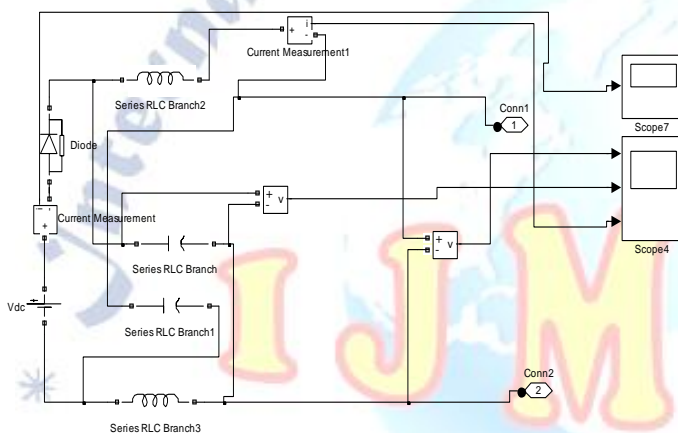 + i
-
Current Measurement1
Series RLC Branch2
Scope7
Conn1
1
Diode
+
-
v
Scope4
Current Measurement
+
+
-
v
Series RLC Branch
Vdc
Series RLC Branch1
IJM
Conn2
2
Series RLC Branch3